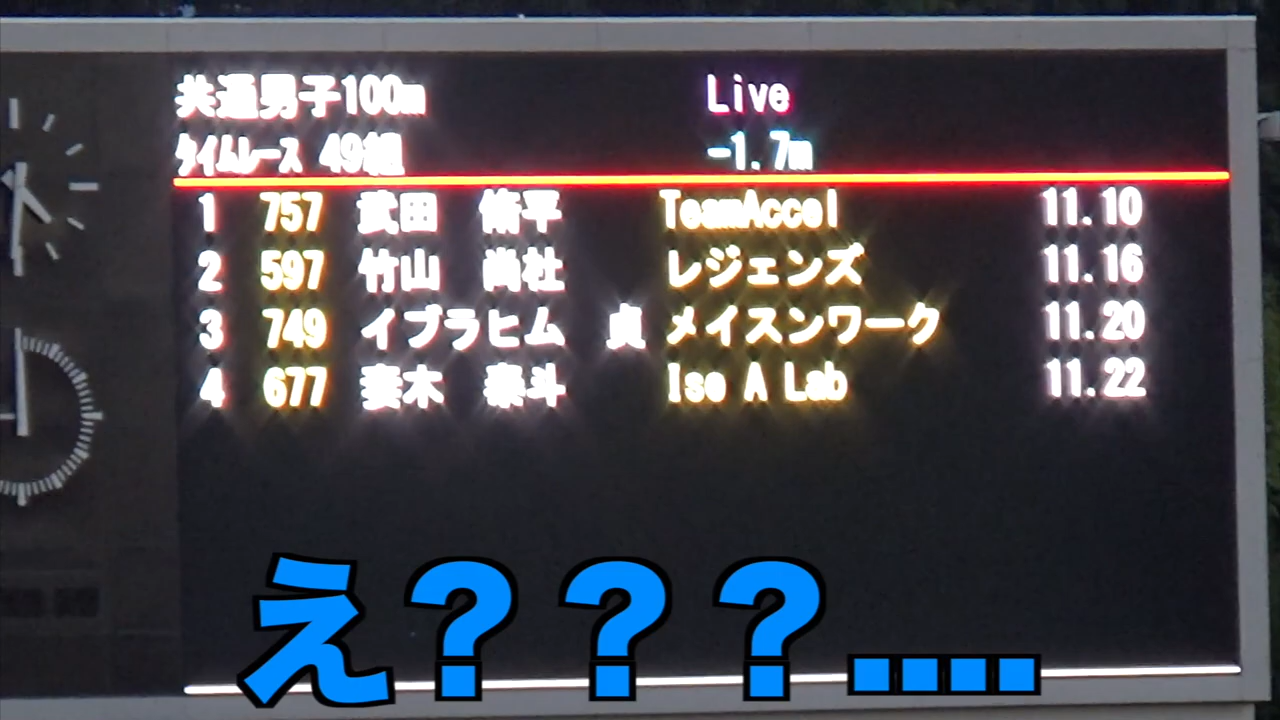 共通男子100m Live
タイムレース 49組 -1.7m
1 757 武田 脩平 TeamAccel 11.10
2 597 竹山 尚杜 レジェンズ 11.16
3 749 イブラヒム 貞 メイスンワーク 11.20
4 677 妻木 泰斗 Ise A Lab 11.22
え？？？....